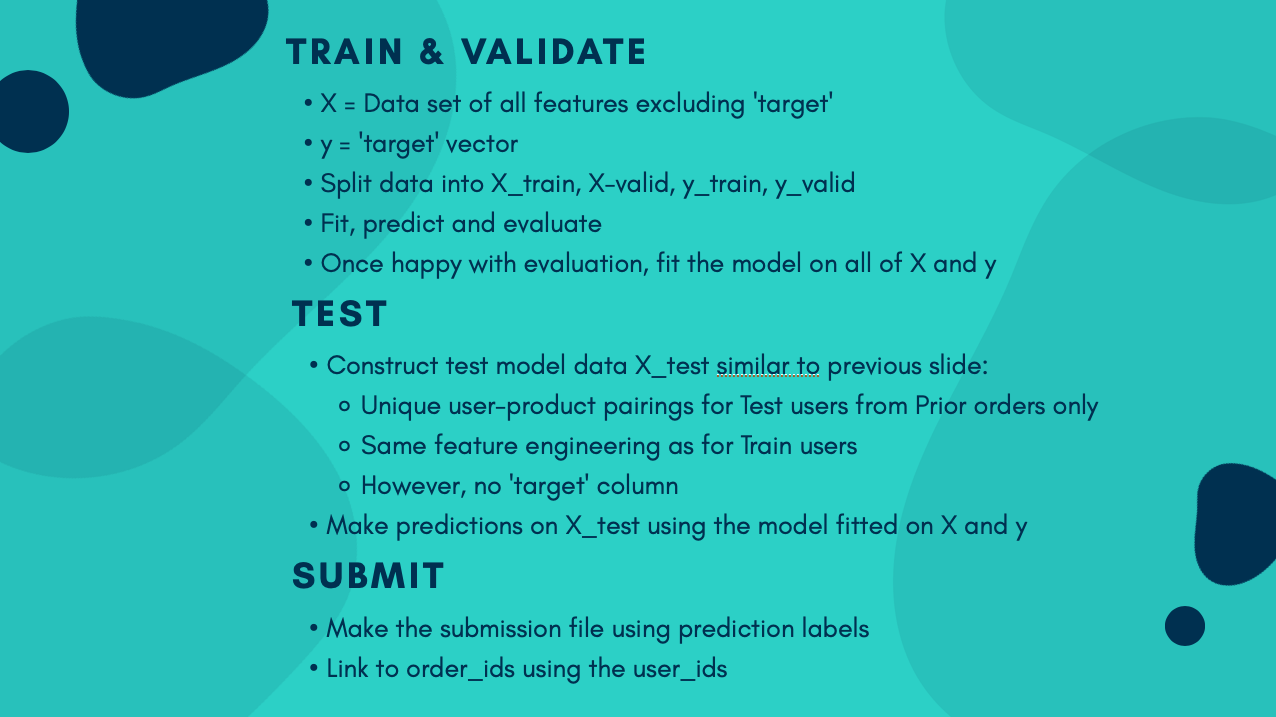 TRAIN & VALIDATE
• X = Data set of all features excluding 'target'
• y = 'target' vector
• Split data into X_train, X-valid, y_train, y_valid
• Fit, predict and evaluate
• Once happy with evaluation, fit the model on all of X and y
TEST
• Construct test model data X_test similar to previous slide:
◦ Unique user-product pairings for Test users from Prior orders only
◦ Same feature engineering as for Train users
◦ However, no 'target' column
• Make predictions on X_test using the model fitted on X and y
SUBMIT
• Make the submission file using prediction labels
• Link to order_ids using the user_ids